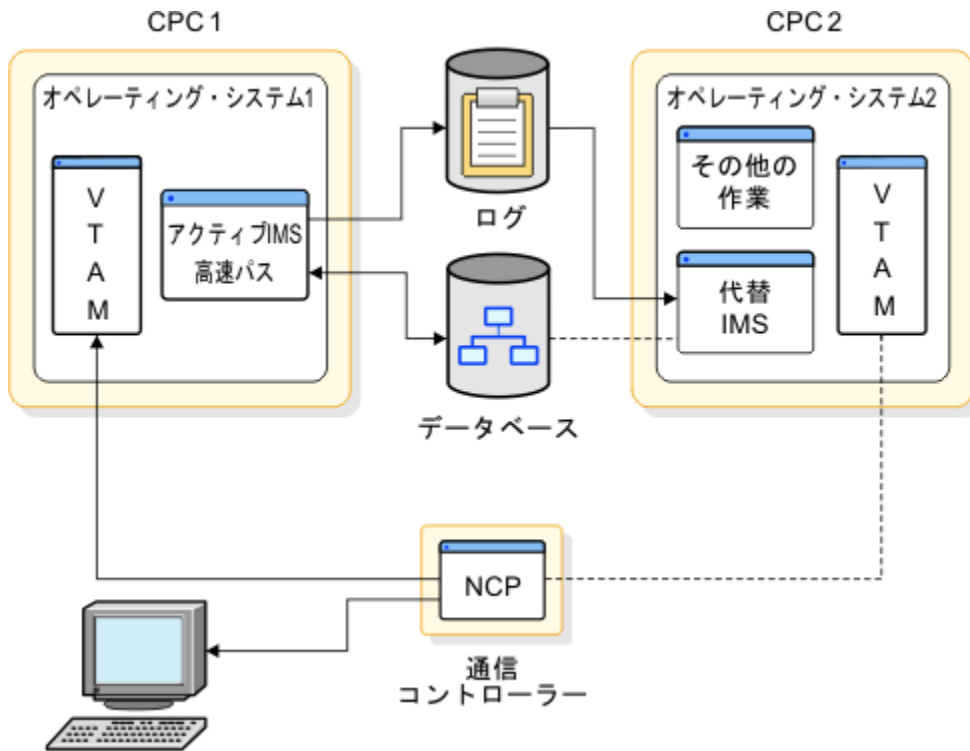 CPC 1
CPC 2
オペレーティング・システム1
オペレーティング・システム2
VTAM
アクティブIMS
高速パス
ログ
データベース
その他の
作業
代替
IMS
VTAM
NCP
通信
コントローラー